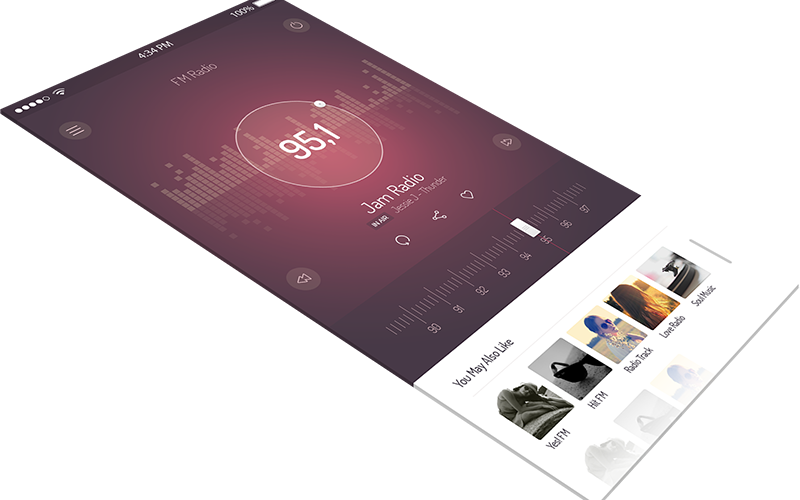 4:34 PM
100%
FM Radio
95,1
Jam Radio
IN AIR Jessie J - Thunder
90 91 92 93 94 95 96 97
You May Also Like
Yes! FM
Hit FM
Radio Track
Love Radio
Soul Music